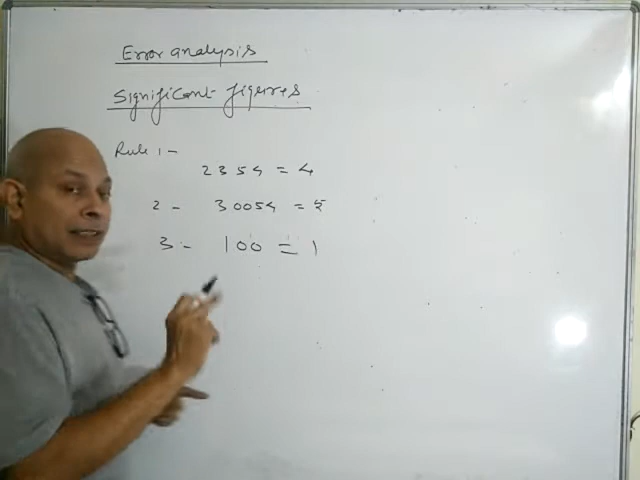 Error analysis
Significant figures
Rule 1 -
2354 = 4
2 - 30054 = 5
3 :- 100 = 1